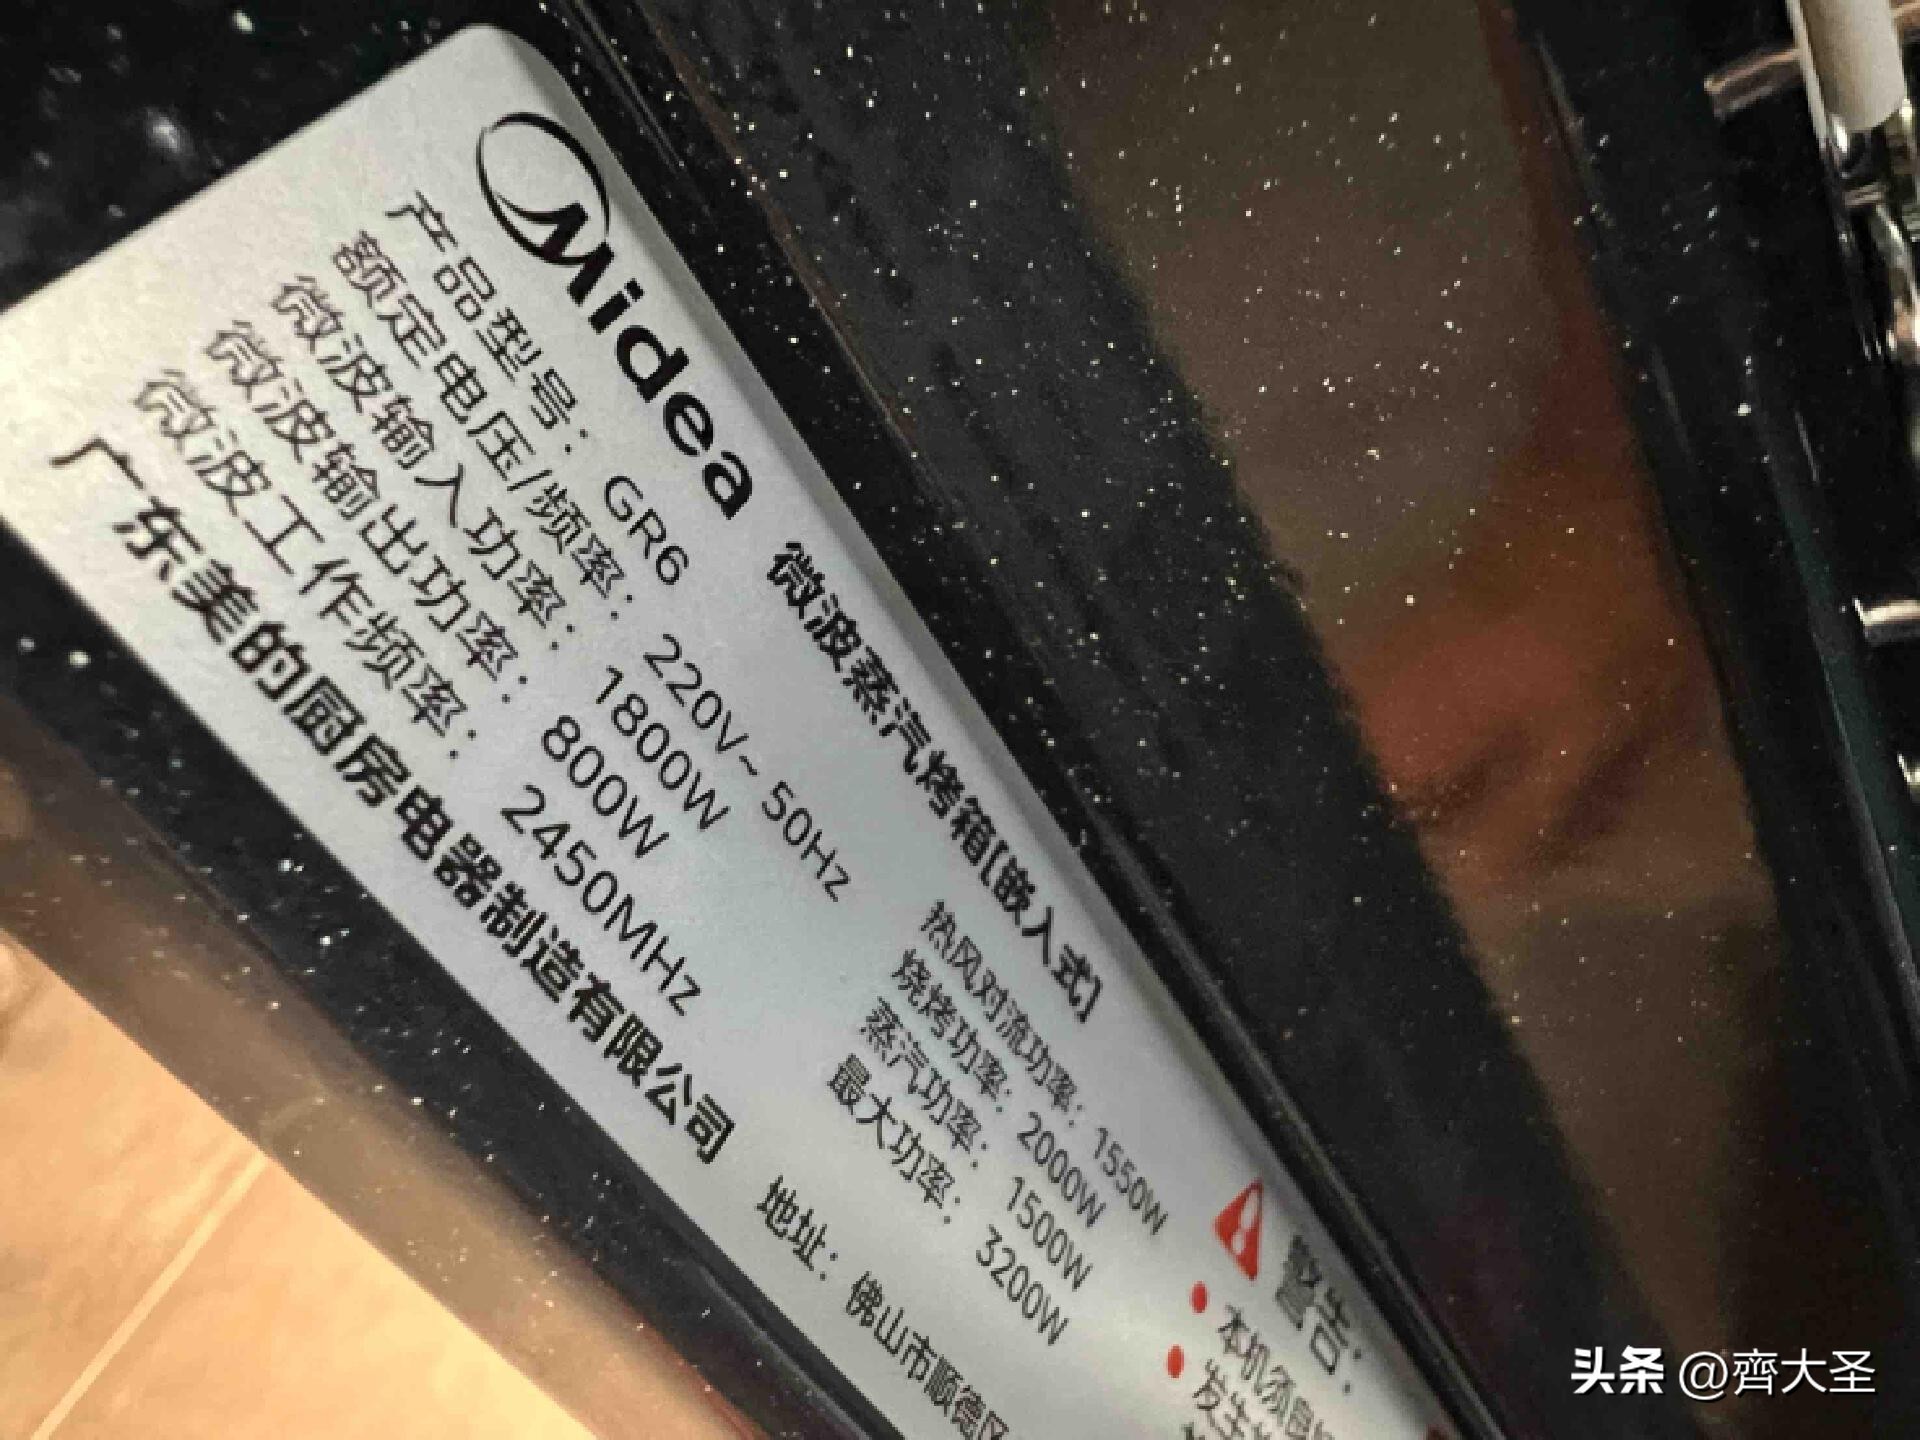 Midea 微波蒸汽烤箱[嵌入式]
产品型号：GR6
额定电压/频率：220V~ 50Hz
微波输入功率：1800W
微波输出功率：800W
微波工作频率：2450MHz
热风对流功率：1550W
烧烤功率：2000W
蒸汽功率：1500W
最大功率：3200W
广东美的厨房电器制造有限公司
地址：佛山市顺德区
警告：
本机须
发生
头条 @齊大圣